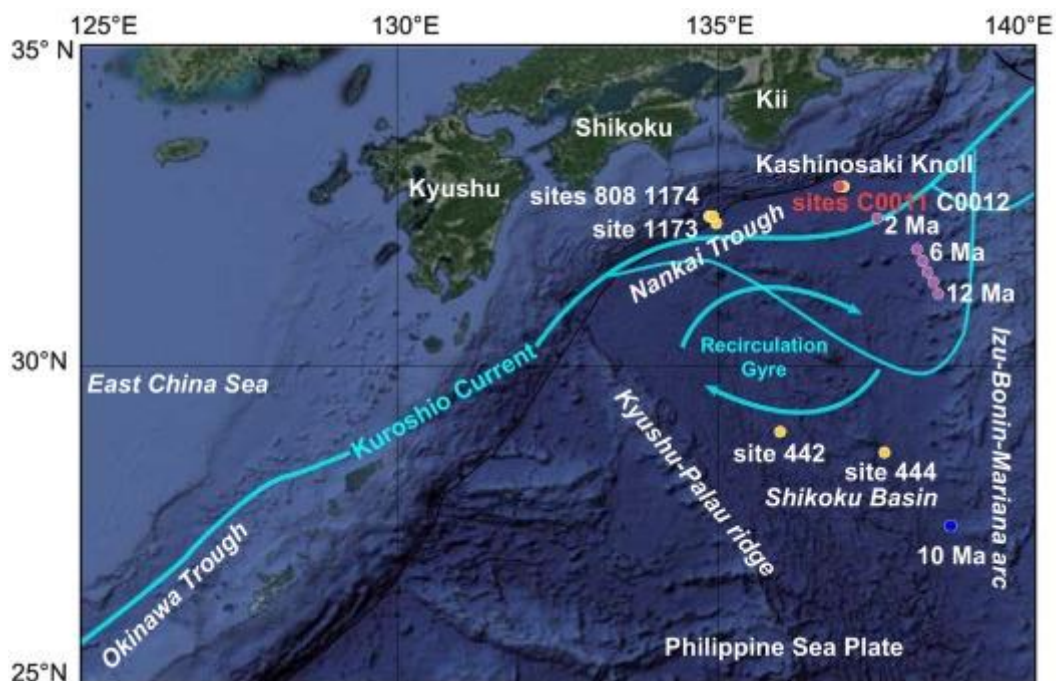 125°E
130°E
135°E
140°E
35° N
Kii
Shikoku
Kyushu
Kashinosaki Knoll
sites C0011 C0012
sites 808 1174
site 1173
2 Ma
6 Ma
12 Ma
Nankai Trough
30°N
Recirculation
Gyre
East China Sea
Kuroshio Current
Kyushu-Palau ridge
Izu-Bonin-Mariana arc
site 442
site 444
Shikoku Basin
10 Ma
Okinawa Trough
Philippine Sea Plate
25°N